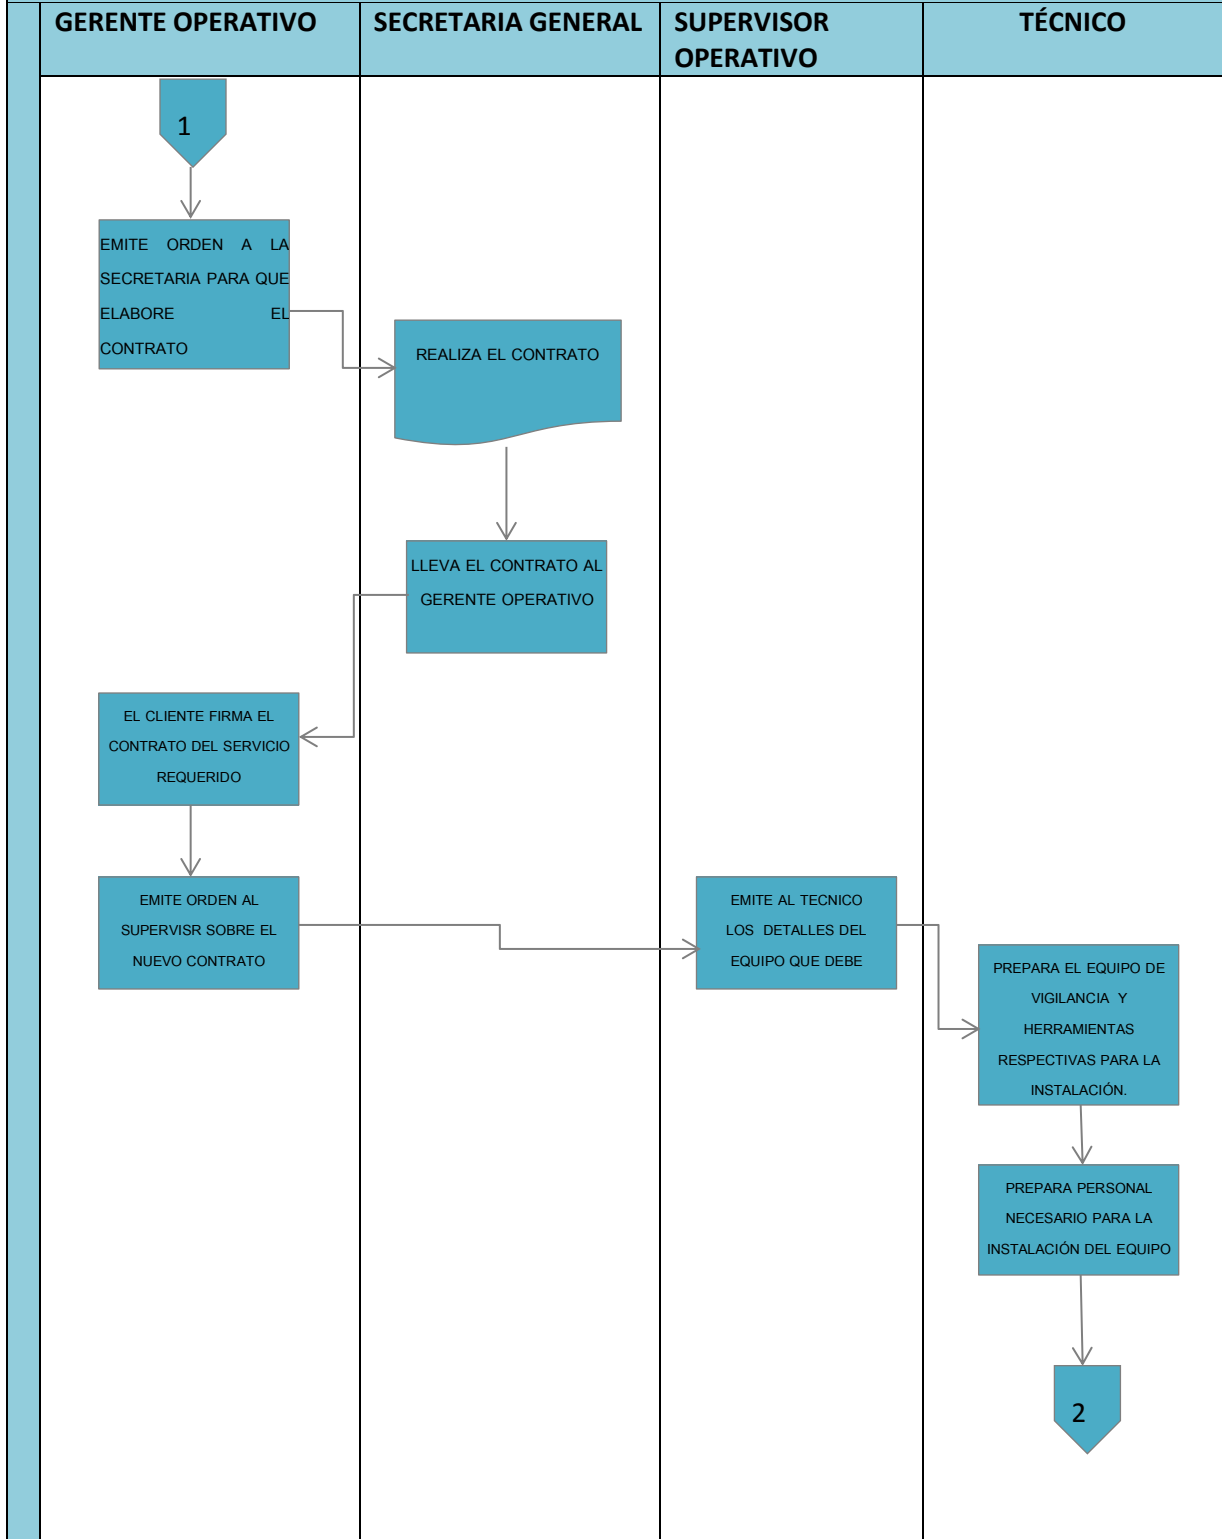 GERENTE OPERATIVO
SECRETARIA GENERAL
SUPERVISOR
OPERATIVO
TÉCNICO
1
EMITE ORDEN A LA
SECRETARIA PARA QUE
ELABORE EL
CONTRATO
REALIZA EL CONTRATO
LLEVA EL CONTRATO AL
GERENTE OPERATIVO
EL CLIENTE FIRMA EL
CONTRATO DEL SERVICIO
REQUERIDO
EMITE ORDEN AL
SUPERVISR SOBRE EL
NUEVO CONTRATO
EMITE AL TECNICO
LOS DETALLES DEL
EQUIPO QUE DEBE
PREPARA EL EQUIPO DE
VIGILANCIA Y
HERRAMIENTAS
RESPECTIVAS PARA LA
INSTALACIÓN.
PREPARA PERSONAL
NECESARIO PARA LA
INSTALACIÓN DEL EQUIPO
2